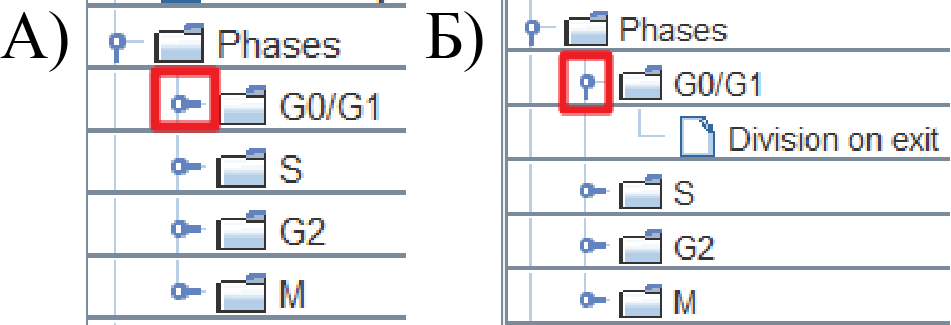 А)
Phases
G0/G1
S
G2
M
Б)
Phases
G0/G1
Division on exit
S
G2
M